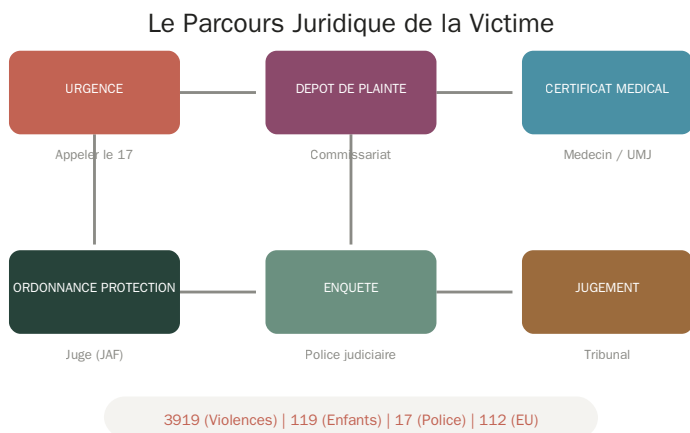 Le Parcours Juridique de la Victime
URGENCE
DEPOT DE PLAINTE
CERTIFICAT MEDICAL
Appeler le 17
Commissariat
Medecin / UMJ
ORDONNANCE PROTECTION
ENQUETE
JUGEMENT
Juge (JAF)
Police judiciaire
Tribunal
3919 (Violences) | 119 (Enfants) | 17 (Police) | 112 (EU)